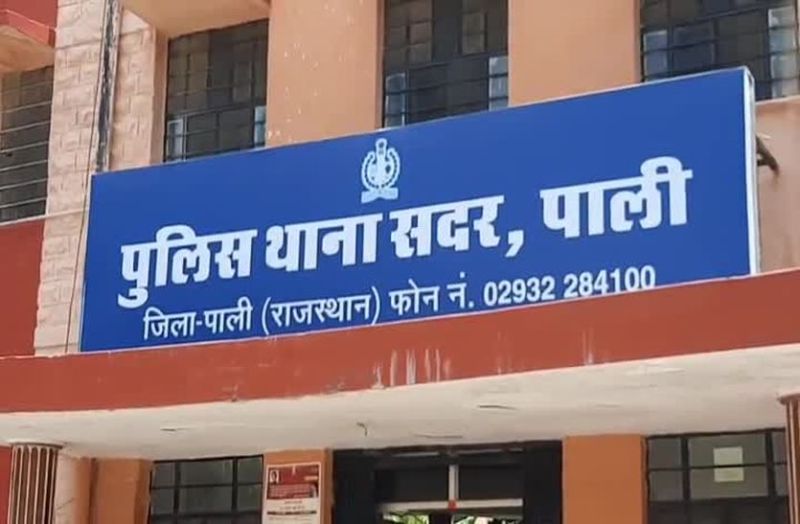 पुलिस थाना सदर, पाली
जिला-पाली (राजस्थान) फोन नं. 02932 284100